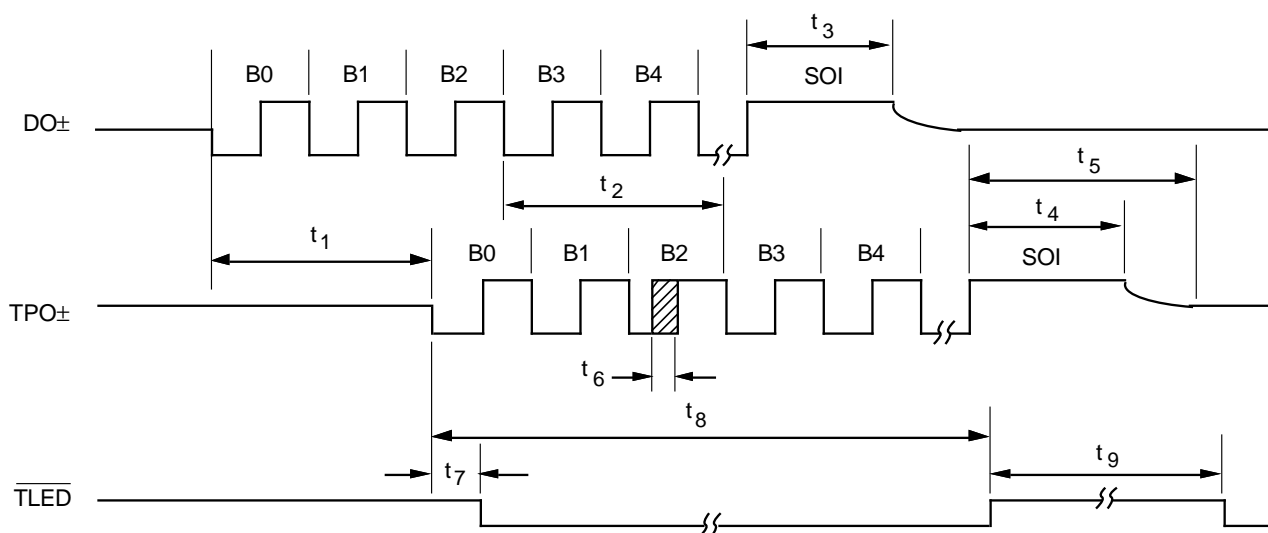 t3
B0 B1 B2 B3 B4 SOI
DO±
t5
t2
t4
t1
B0 B1 B2 B3 B4 SOI
TPO±
t6
t8
t7 t9
TLED